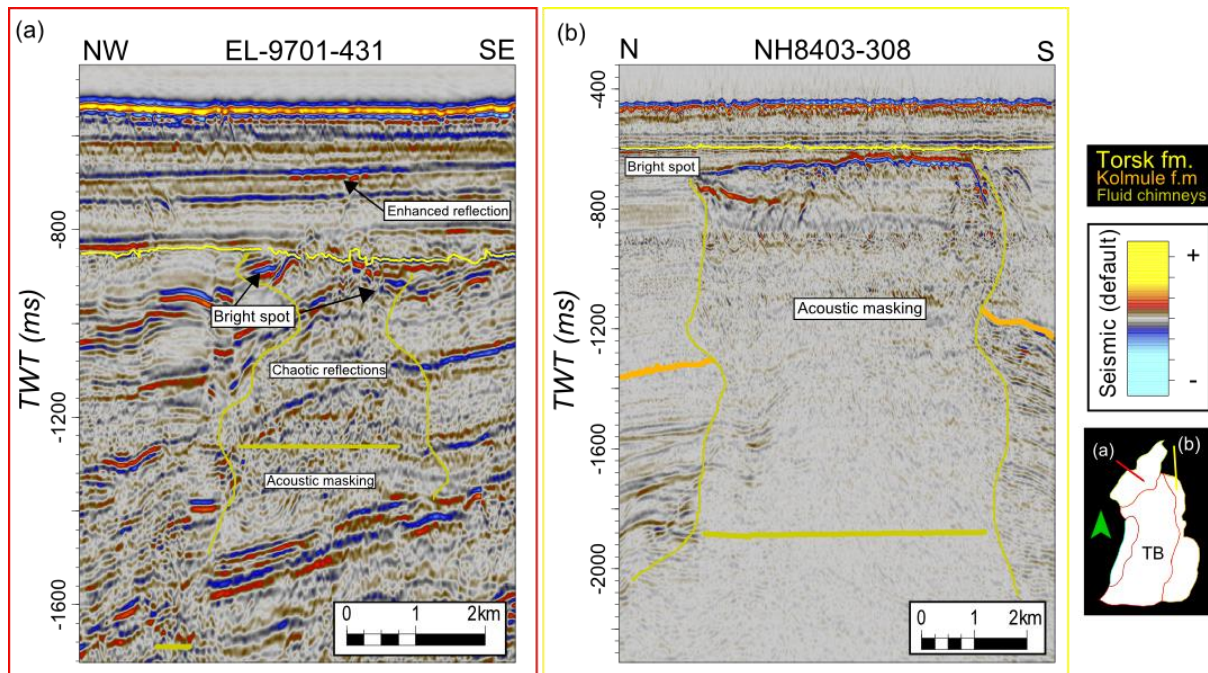 (a)
NW
EL-9701-431
SE
TWT (ms)
-800
-1200
-1600
Enhanced reflection
Bright spot
Chaotic reflections
Acoustic masking
0 1 2km
(b)
N
NH8403-308
S
TWT (ms)
-400
-800
-1200
-1600
-2000
Bright spot
Acoustic masking
0 1 2km
Torsk fm.
Kolmule f.m
Fluid chimneys
Seismic (default)
+
-
(a)
(b)
TB